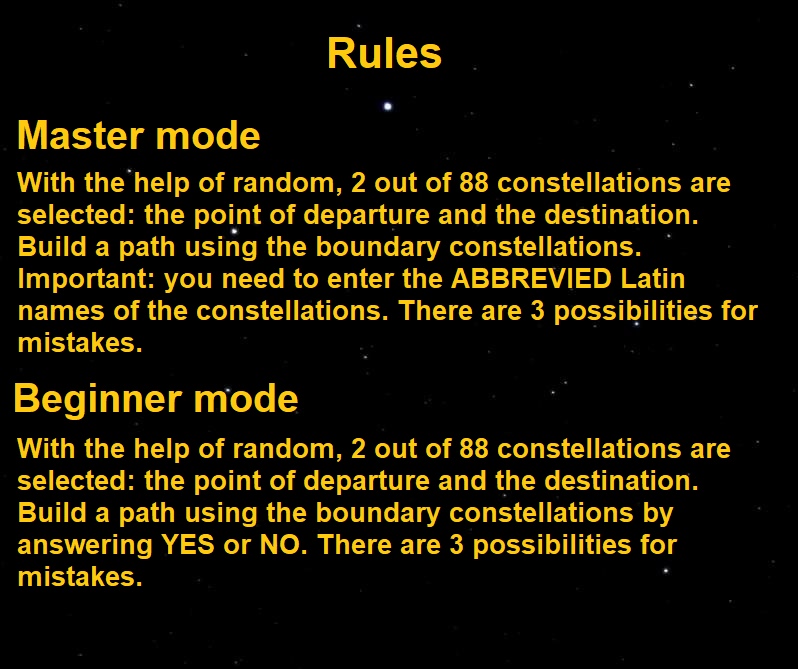 Rules
Master mode
With the help of random, 2 out of 88 constellations are
selected: the point of departure and the destination.
Build a path using the boundary constellations.
Important: you need to enter the ABBREVIED Latin
names of the constellations. There are 3 possibilities for
mistakes.
Beginner mode
With the help of random, 2 out of 88 constellations are
selected: the point of departure and the destination.
Build a path using the boundary constellations by
answering YES or NO. There are 3 possibilities for
mistakes.